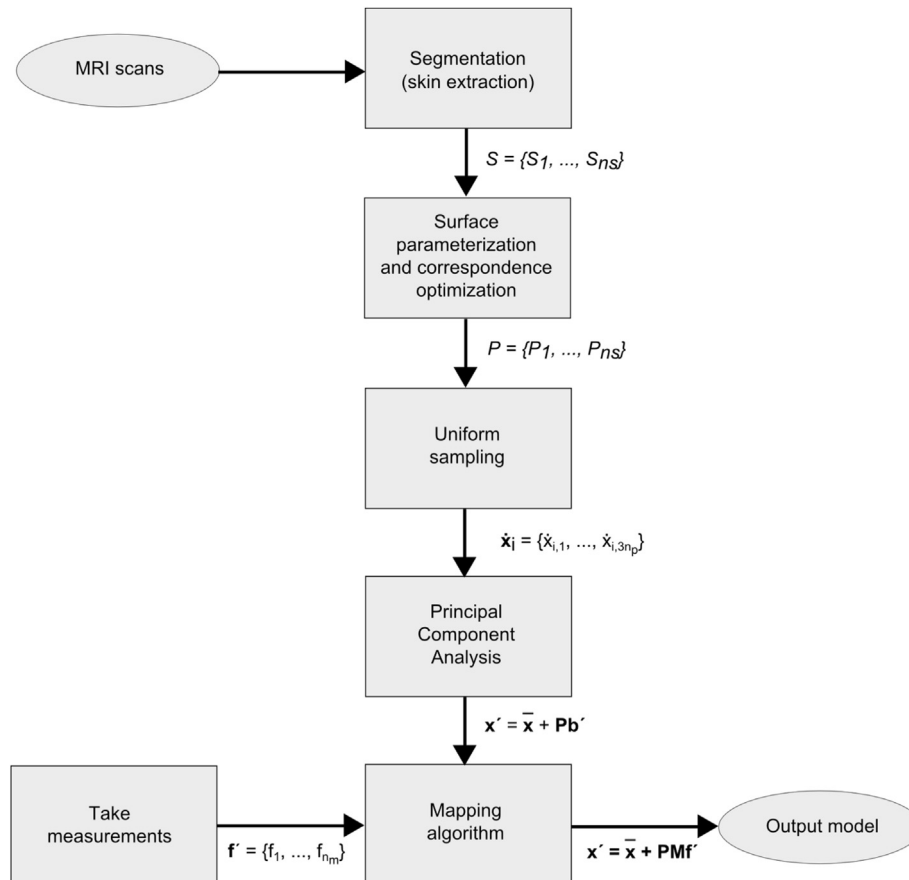 MRI scans
Segmentation
(skin extraction)
S = {S1, ..., Sns}
Surface
parameterization
and correspondence
optimization
P = {P1, ..., Pns}
Uniform
sampling
ẋi = {ẋi,1, ..., ẋi,3np}
Principal
Component
Analysis
x´ = x̅ + Pb´
Take
measurements
f´ = {f1, ..., fnm}
Mapping
algorithm
x´ = x̅ + PMf´
Output model